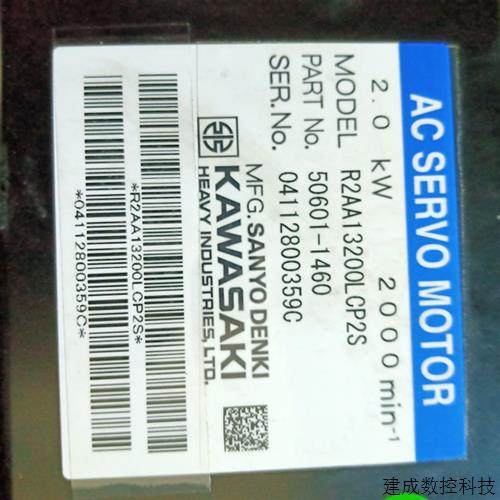 AC SERVO MOTOR
2.0 kW 2000 min-1
MODEL R2AA13200LCP2S
PART No. 50601-1460
SER.No. 04112800359C
MFG. SANYO DENKI
KAWASAKI
HEAVY INDUSTRIES, LTD.
*R2AA13200LCP2S*
*04112800359C*
建成数控科技